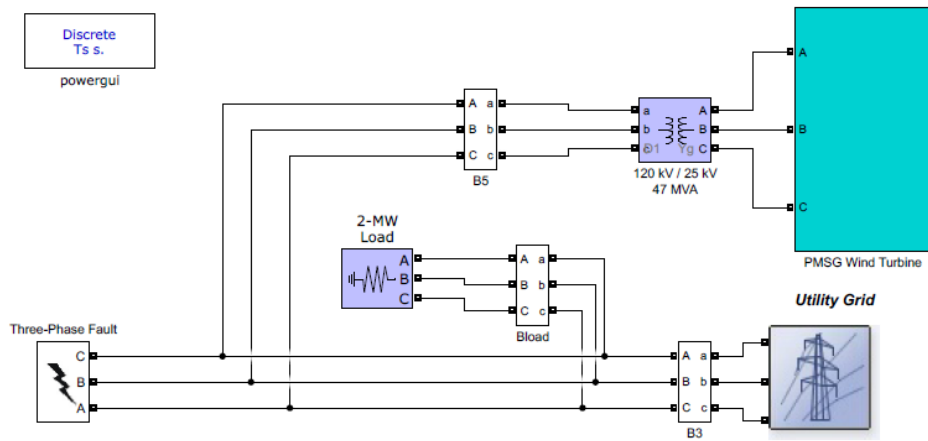 Discrete
Ts s.
powergui
A
B
C
PMSG Wind Turbine
A a
B b
C c
B5
a A
b B
Yg C
120 kV / 25 kV
47 MVA
2-MW
Load
A
B
C
A a
B b
C c
Bload
Utility Grid
Three-Phase Fault
C
B
A
A a
B b
C c
B3